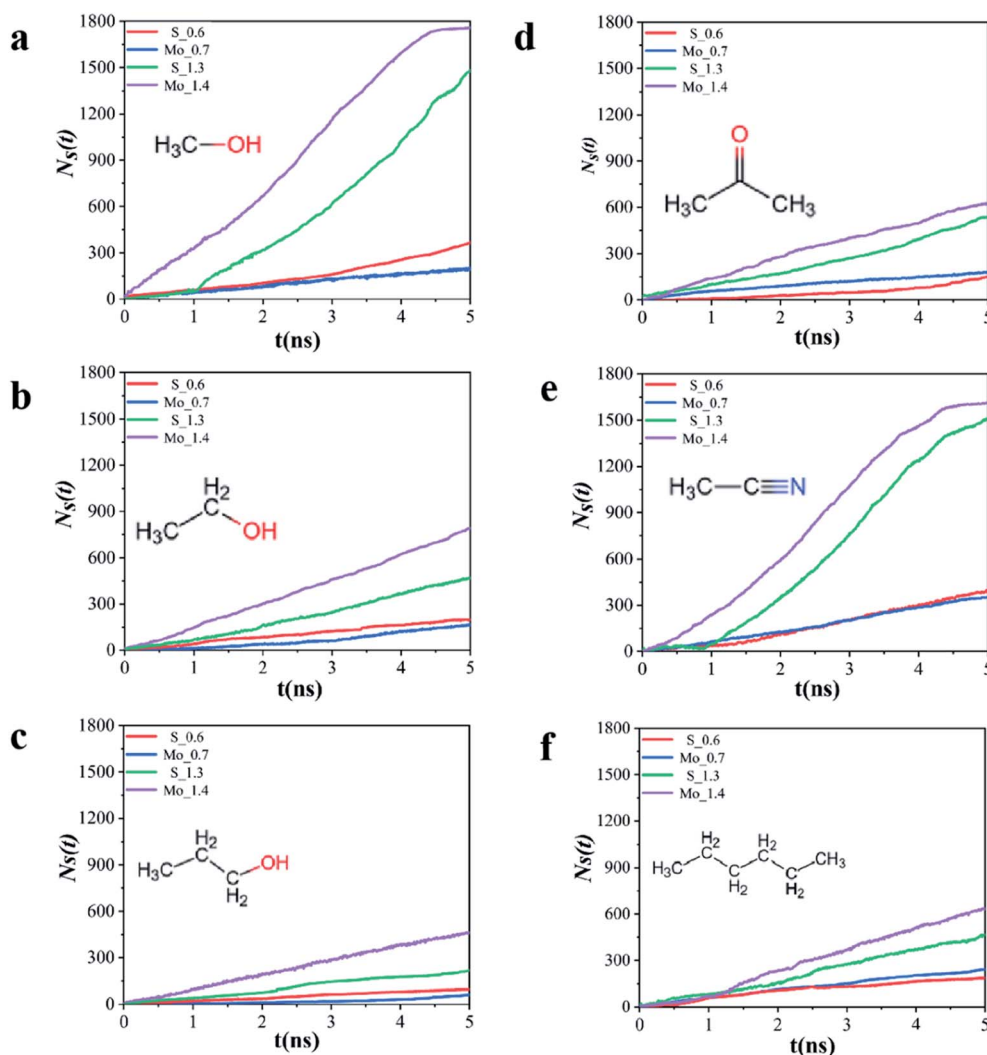 a
1800
1500
1200
900
600
300
0
Ns(t)
S_0.6
Mo_0.7
S_1.3
Mo_1.4
H3C
OH
0 1 2 3 4 5
t(ns)
d
1800
1500
1200
900
600
300
0
Ns(t)
S_0.6
Mo_0.7
S_1.3
Mo_1.4
O
H3C CH3
0 1 2 3 4 5
t(ns)
b
1800
1500
1200
900
600
300
0
Ns(t)
S_0.6
Mo_0.7
S_1.3
Mo_1.4
H2
C
H3C OH
0 1 2 3 4 5
t(ns)
e
1800
1500
1200
900
600
300
0
Ns(t)
S_0.6
Mo_0.7
S_1.3
Mo_1.4
H3C C N
0 1 2 3 4 5
t(ns)
c
1800
1500
1200
900
600
300
0
Ns(t)
S_0.6
Mo_0.7
S_1.3
Mo_1.4
H2
C OH
H3C C
H2
0 1 2 3 4 5
t(ns)
f
1800
1500
1200
900
600
300
0
Ns(t)
S_0.6
Mo_0.7
S_1.3
Mo_1.4
H2 H2
C C CH3
H3C C C
H2 H2
0 1 2 3 4 5
t(ns)